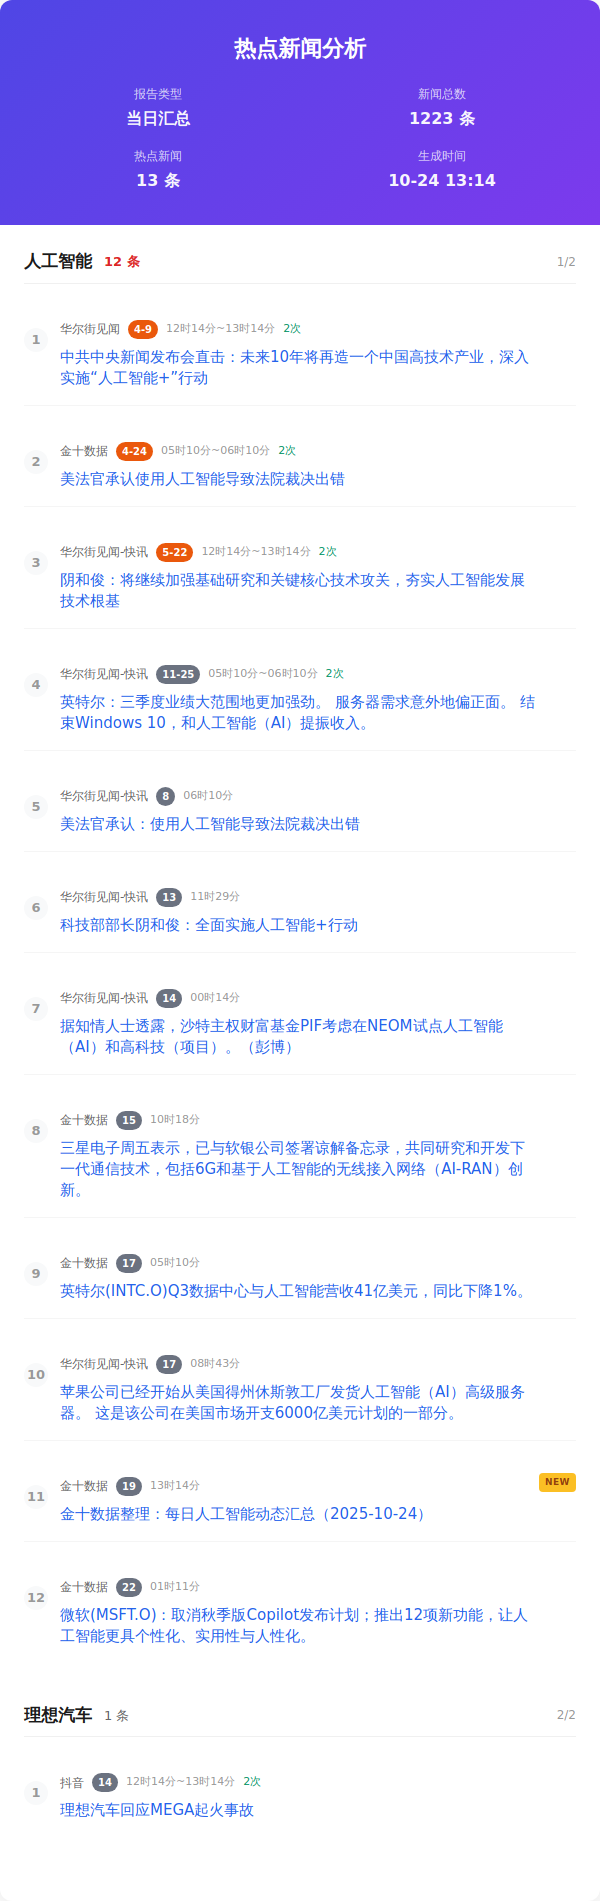 热点新闻分析
报告类型
当日汇总
新闻总数
1223 条
热点新闻
13 条
生成时间
10-24 13:14
人工智能 12 条 1/2
1
华尔街见闻 4-9 12时14分~13时14分 2次
中共中央新闻发布会直击：未来10年将再造一个中国高技术产业，深入
实施“人工智能+”行动
2
金十数据 4-24 05时10分~06时10分 2次
美法官承认使用人工智能导致法院裁决出错
3
华尔街见闻-快讯 5-22 12时14分~13时14分 2次
阴和俊：将继续加强基础研究和关键核心技术攻关，夯实人工智能发展
技术根基
4
华尔街见闻-快讯 11-25 05时10分~06时10分 2次
英特尔：三季度业绩大范围地更加强劲。 服务器需求意外地偏正面。 结
束Windows 10，和人工智能（AI）提振收入。
5
华尔街见闻-快讯 8 06时10分
美法官承认：使用人工智能导致法院裁决出错
6
华尔街见闻-快讯 13 11时29分
科技部部长阴和俊：全面实施人工智能+行动
7
华尔街见闻-快讯 14 00时14分
据知情人士透露，沙特主权财富基金PIF考虑在NEOM试点人工智能
（AI）和高科技（项目）。（彭博）
8
金十数据 15 10时18分
三星电子周五表示，已与软银公司签署谅解备忘录，共同研究和开发下
一代通信技术，包括6G和基于人工智能的无线接入网络（AI-RAN）创
新。
9
金十数据 17 05时10分
英特尔(INTC.O)Q3数据中心与人工智能营收41亿美元，同比下降1%。
10
华尔街见闻-快讯 17 08时43分
苹果公司已经开始从美国得州休斯敦工厂发货人工智能（AI）高级服务
器。 这是该公司在美国市场开支6000亿美元计划的一部分。
11
金十数据 19 13时14分 NEW
金十数据整理：每日人工智能动态汇总（2025-10-24）
12
金十数据 22 01时11分
微软(MSFT.O)：取消秋季版Copilot发布计划；推出12项新功能，让人
工智能更具个性化、实用性与人性化。
理想汽车 1 条 2/2
1
抖音 14 12时14分~13时14分 2次
理想汽车回应MEGA起火事故